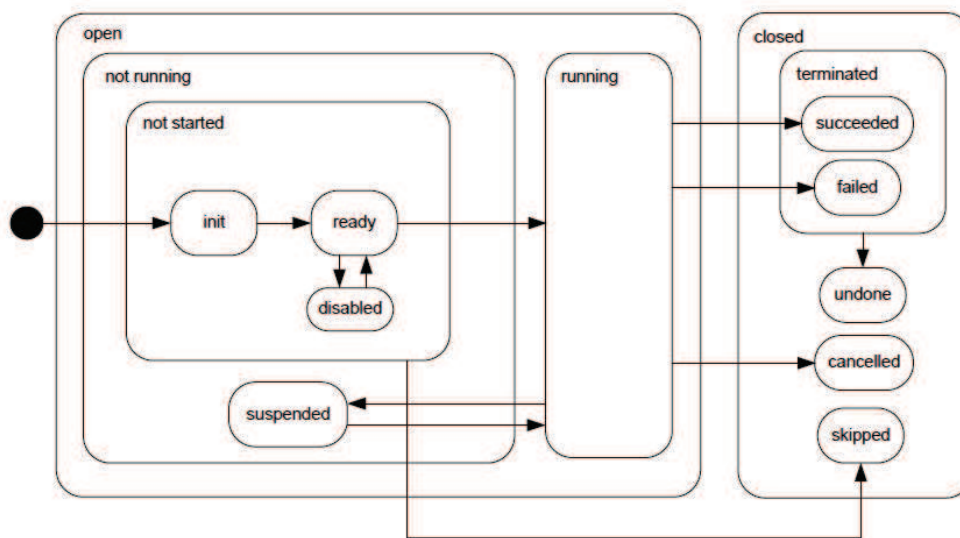 open
closed
not running
running
terminated
not started
succeeded
failed
init
ready
disabled
undone
cancelled
suspended
skipped